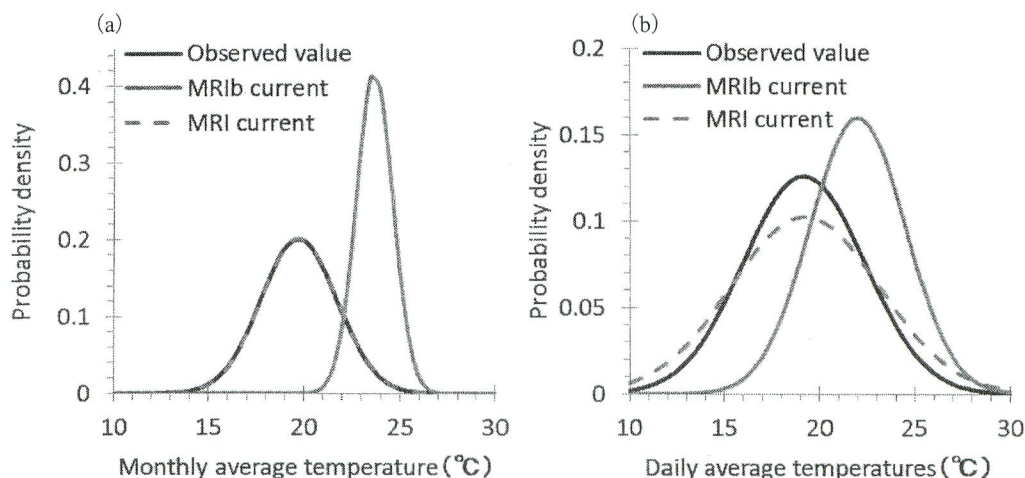 (a)
Observed value
MRIb current
MRI current
Probability density
0.4
0.3
0.2
0.1
0
10 15 20 25 30
Monthly average temperature (℃)
(b)
Observed value
MRIb current
MRI current
Probability density
0.2
0.15
0.1
0.05
0
10 15 20 25 30
Daily average temperatures (℃)